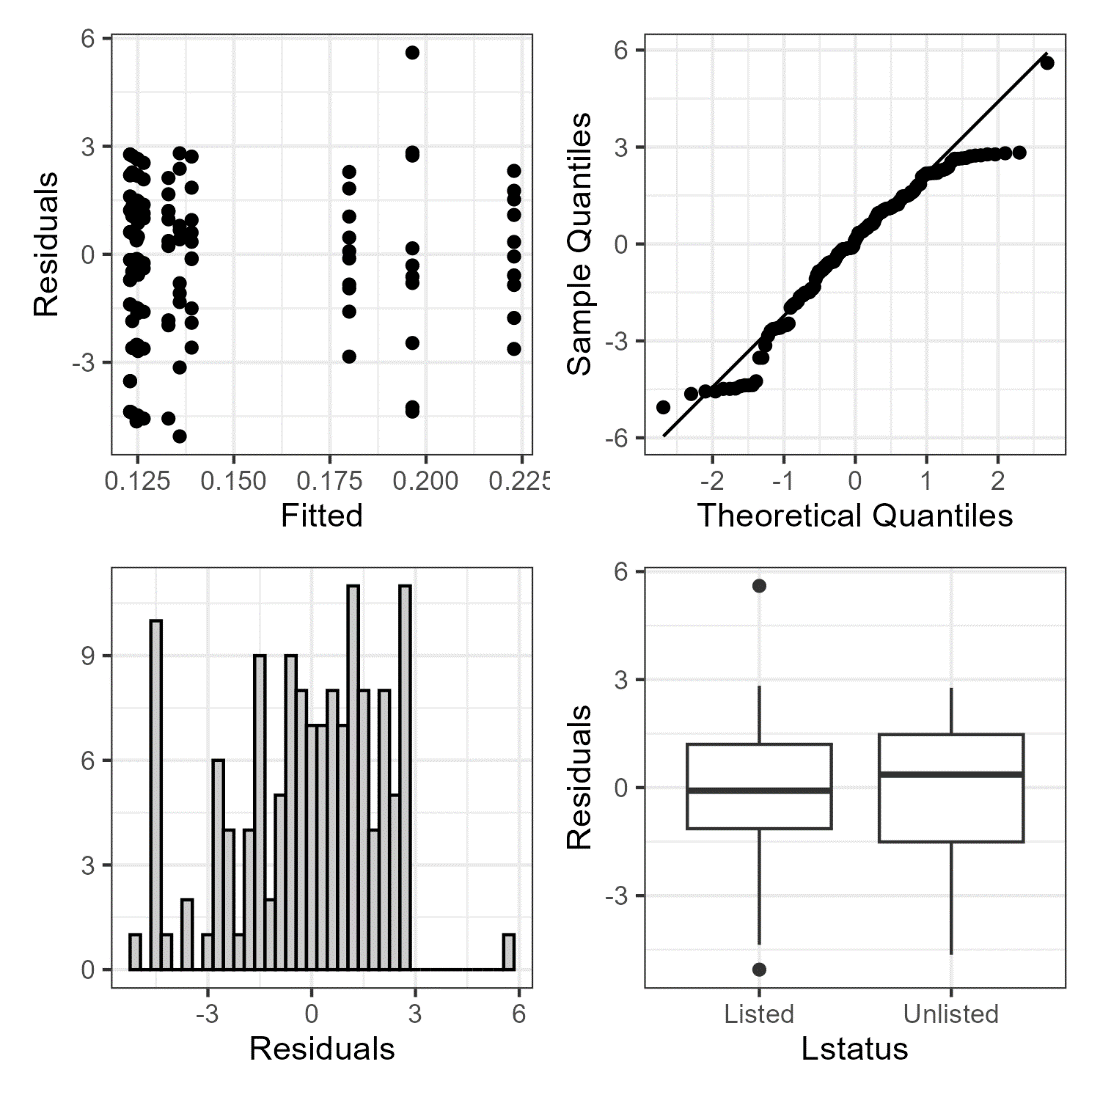 6
3
0
-3
Residuals
0.125 0.150 0.175 0.200 0.225
Fitted
6
3
0
-3
-6
Sample Quantiles
-2 -1 0 1 2
Theoretical Quantiles
9
6
3
0
-3 0 3 6
Residuals
6
3
0
-3
Residuals
Listed Unlisted
Lstatus